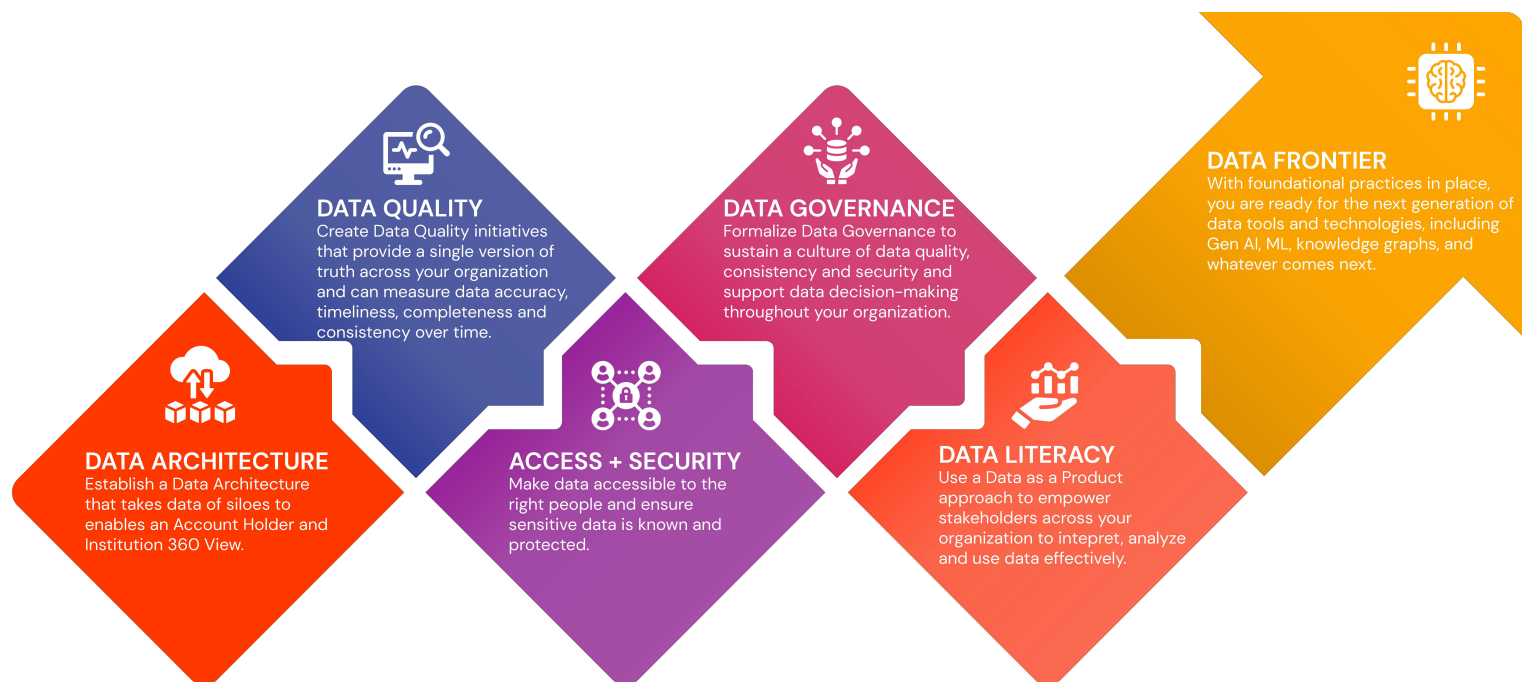 DATA ARCHITECTURE
Establish a Data Architecture
that takes data of siloes to
enables an Account Holder and
Institution 360 View.
DATA QUALITY
Create Data Quality initiatives
that provide a single version of
truth across your organization
and can measure data accuracy,
timeliness, completeness and
consistency over time.
ACCESS + SECURITY
Make data accessible to the
right people and ensure
sensitive data is known and
protected.
DATA GOVERNANCE
Formalize Data Governance to
sustain a culture of data quality,
consistency and security and
support data decision-making
throughout your organization.
DATA LITERACY
Use a Data as a Product
approach to empower
stakeholders across your
organization to intepret, analyze
and use data effectively.
DATA FRONTIER
With foundational practices in place,
you are ready for the next generation of
data tools and technologies, including
Gen AI, ML, knowledge graphs, and
whatever comes next.